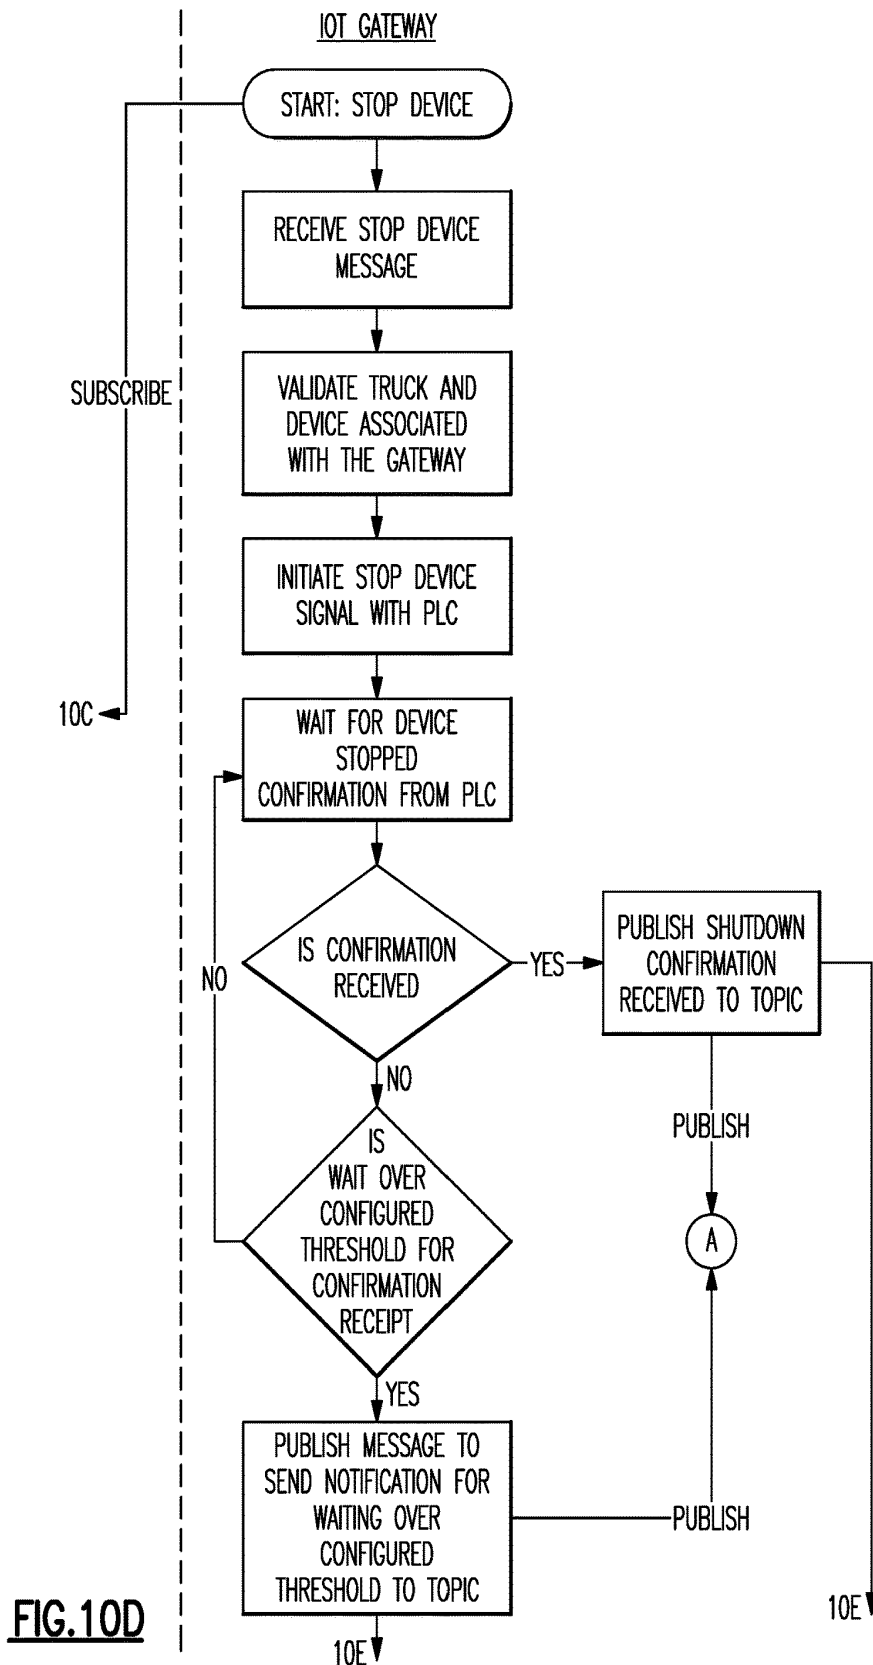 IOT GATEWAY
START: STOP DEVICE
RECEIVE STOP DEVICE
MESSAGE
SUBSCRIBE
VALIDATE TRUCK AND
DEVICE ASSOCIATED
WITH THE GATEWAY
INITIATE STOP DEVICE
SIGNAL WITH PLC
10C
WAIT FOR DEVICE
STOPPED
CONFIRMATION FROM PLC
IS CONFIRMATION
RECEIVED
YES
PUBLISH SHUTDOWN
CONFIRMATION
RECEIVED TO TOPIC
NO
NO
PUBLISH
IS
WAIT OVER
CONFIGURED
THRESHOLD FOR
CONFIRMATION
RECEIPT
A
YES
PUBLISH MESSAGE TO
SEND NOTIFICATION FOR
WAITING OVER
CONFIGURED
THRESHOLD TO TOPIC
PUBLISH
10E
10E
FIG.10D